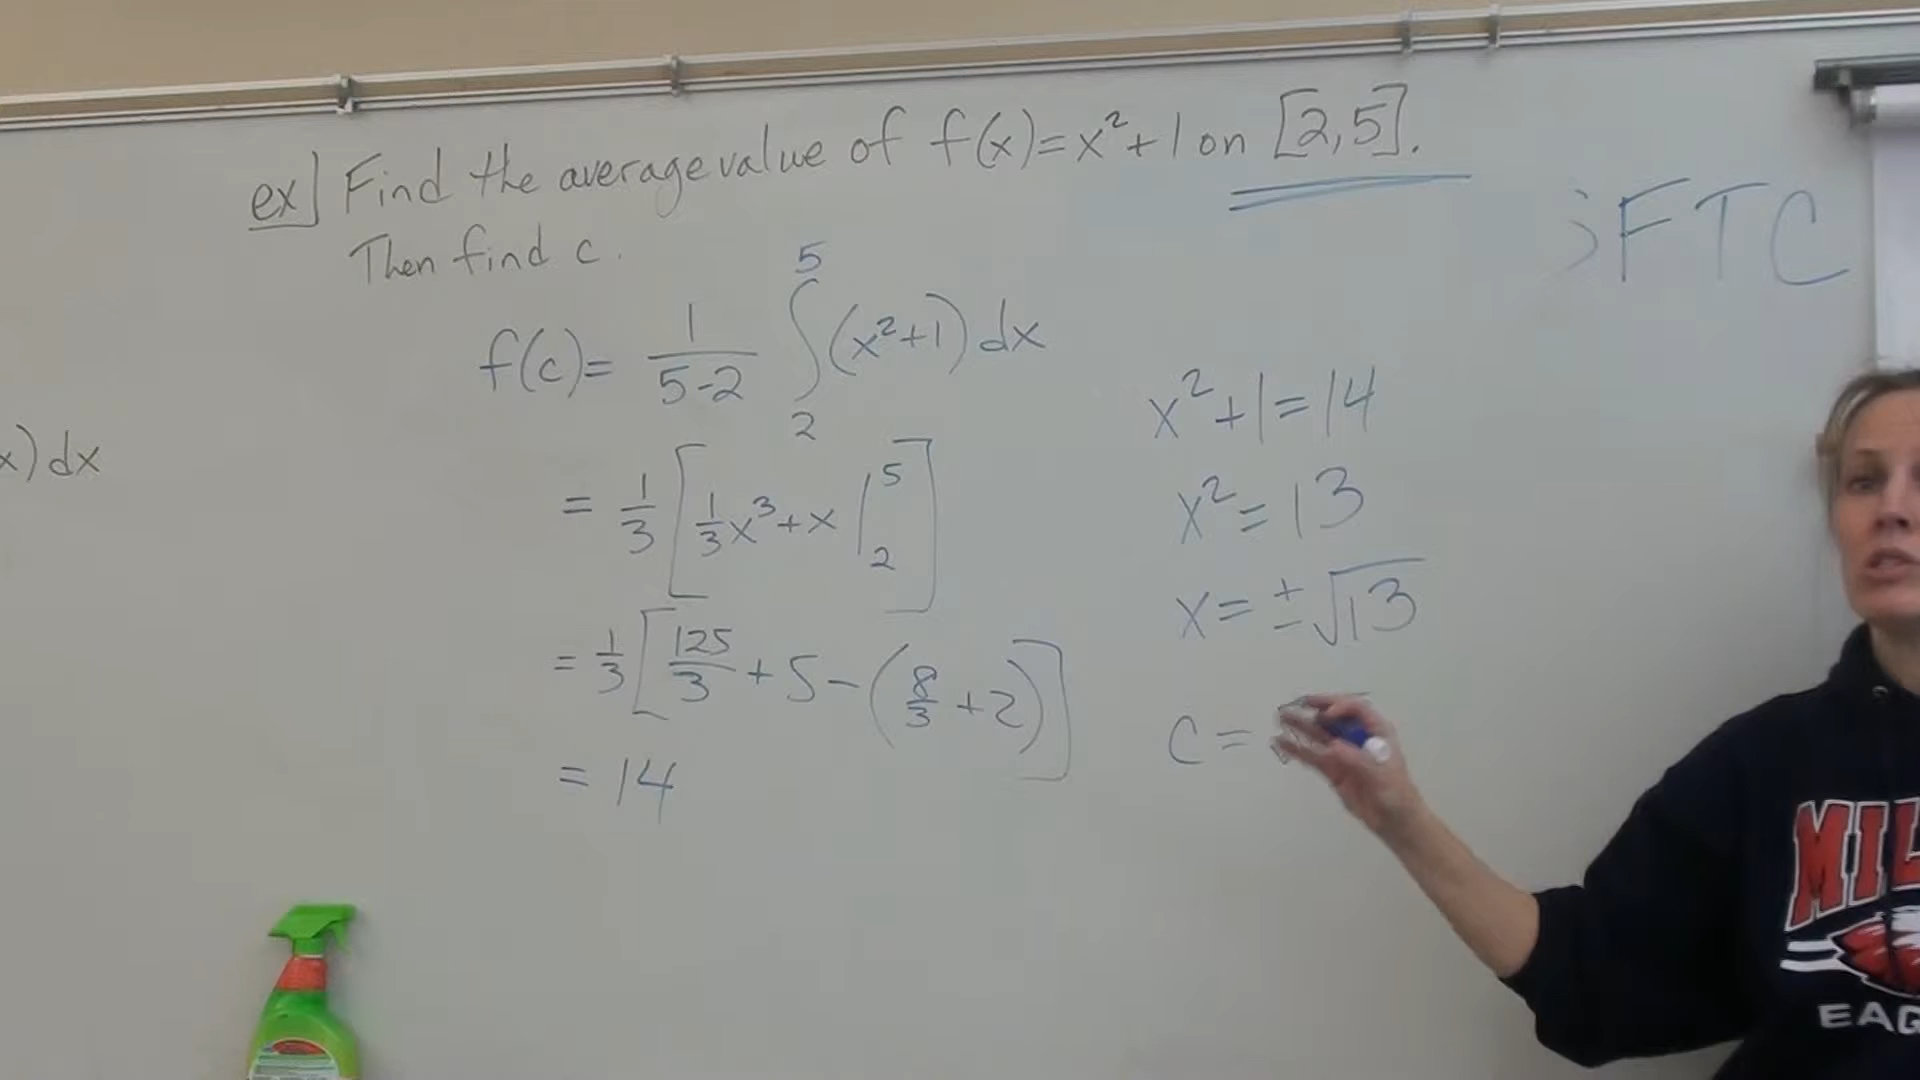 ex] Find the average value of f(x)=x²+1 on [2,5].
Then find c.
FTC
x) dx
f(c)= 1/(5-2) ∫₂⁵ (x²+1) dx
= 1/3 [1/3 x³+x |₂⁵]
= 1/3 [125/3 + 5 - (8/3 + 2)]
= 14
x²+1=14
x²=13
x=±√13
c=
EAG